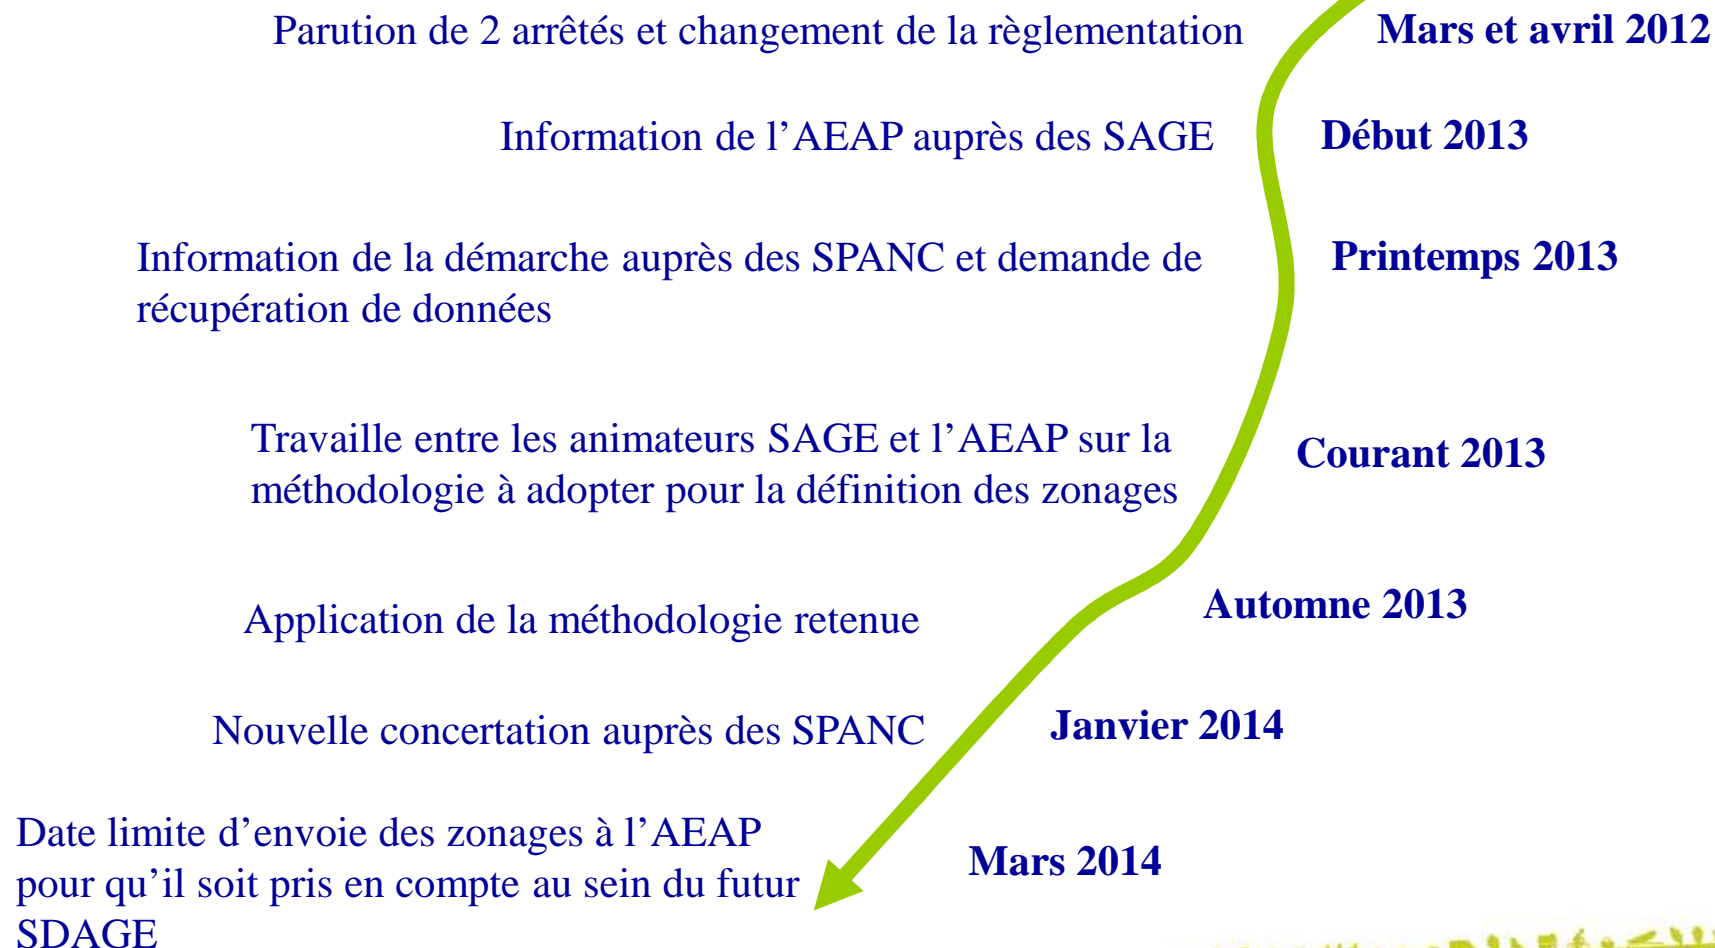 Parution de 2 arrêtés et changement de la règlementation
Mars et avril 2012
Information de l’AEAP auprès des SAGE
Début 2013
Information de la démarche auprès des SPANC et demande de
récupération de données
Printemps 2013
Travaille entre les animateurs SAGE et l’AEAP sur la
méthodologie à adopter pour la définition des zonages
Courant 2013
Application de la méthodologie retenue
Automne 2013
Nouvelle concertation auprès des SPANC
Janvier 2014
Date limite d’envoie des zonages à l’AEAP
pour qu’il soit pris en compte au sein du futur
SDAGE
Mars 2014